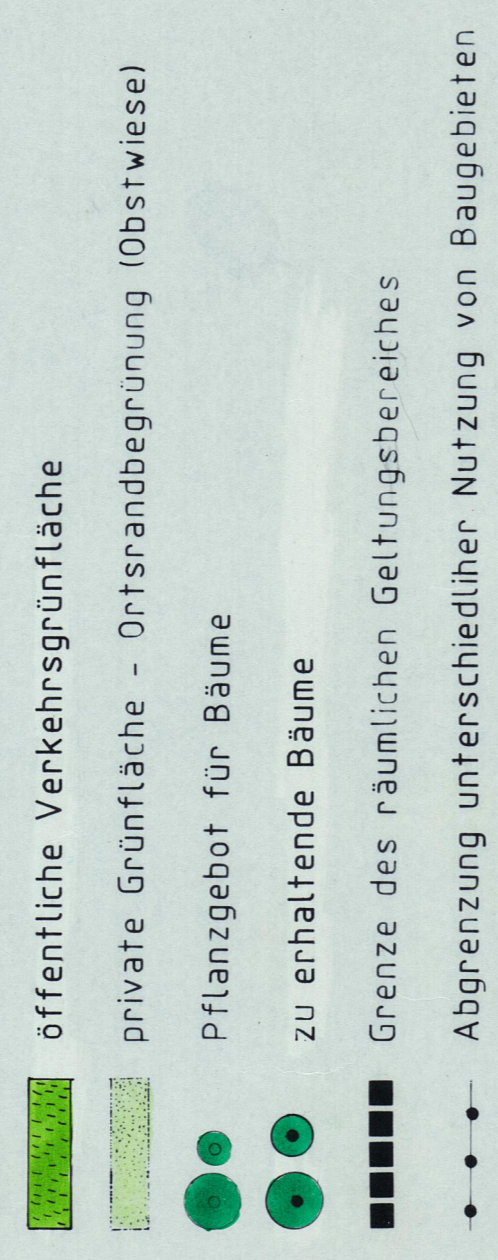 öffentliche Verkehrsgrünfläche
private Grünfläche - Ortsrandbegrünung (Obstwiese)
Pflanzgebot für Bäume
zu erhaltende Bäume
Grenze des räumlichen Geltungsbereiches
Abgrenzung unterschiedliher Nutzung von Baugebieten